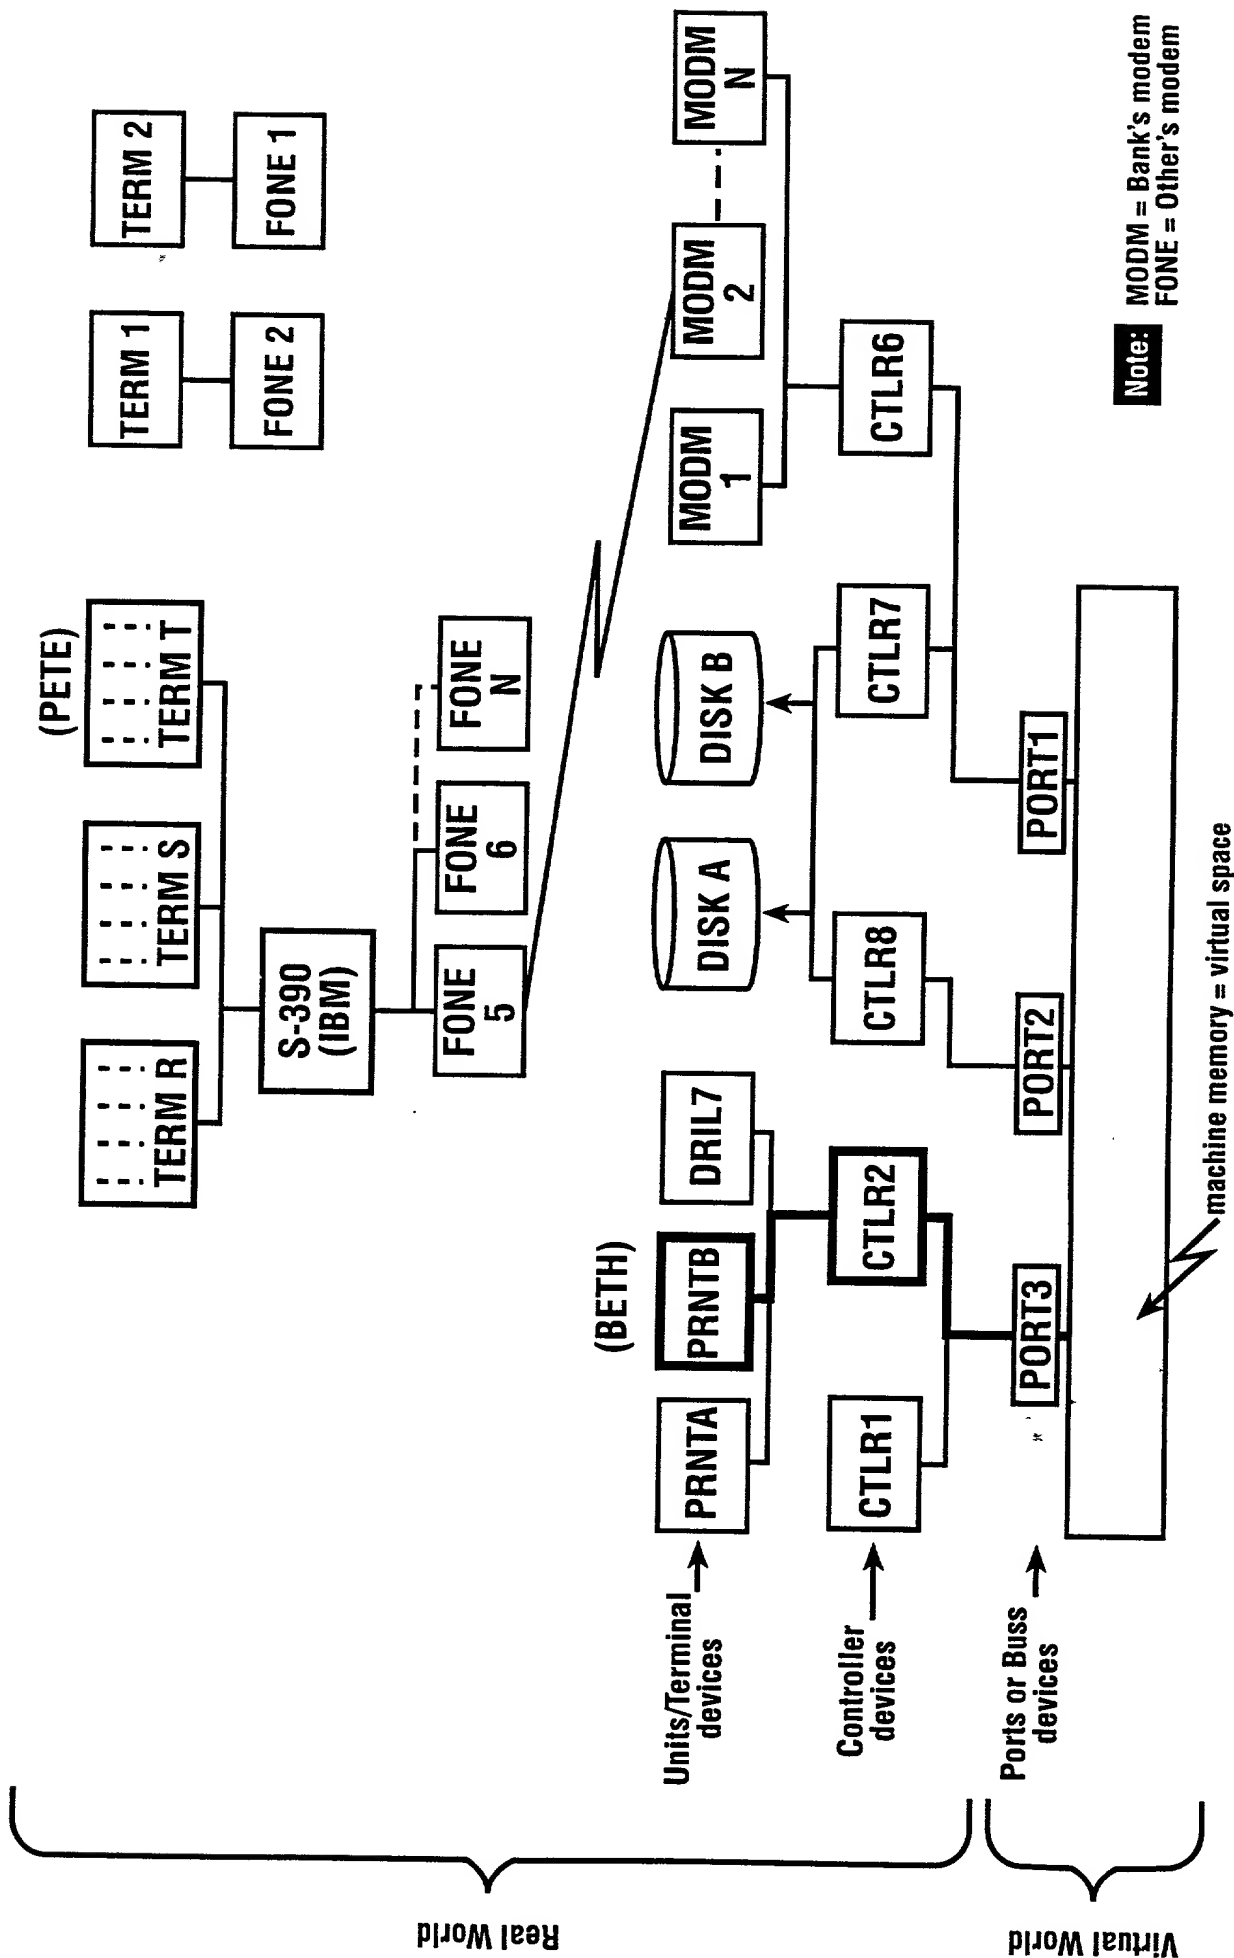 (PETE)
TERM R
TERM S
TERM T
TERM 1
TERM 2
S-390
(IBM)
FONE 2
FONE 1
FONE
5
FONE
6
FONE
N
(BETH)
Units/Terminal
devices
PRNTA
PRNTB
DRIL7
DISK A
DISK B
MODM
1
MODM
2
MODM
N
Controller
devices
CTLR1
CTLR2
CTLR8
CTLR7
CTLR6
Ports or Buss
devices
PORT3
PORT2
PORT1
machine memory = virtual space
Note:
MODM = Bank's modem
FONE = Other's modem
Real World
Virtual World